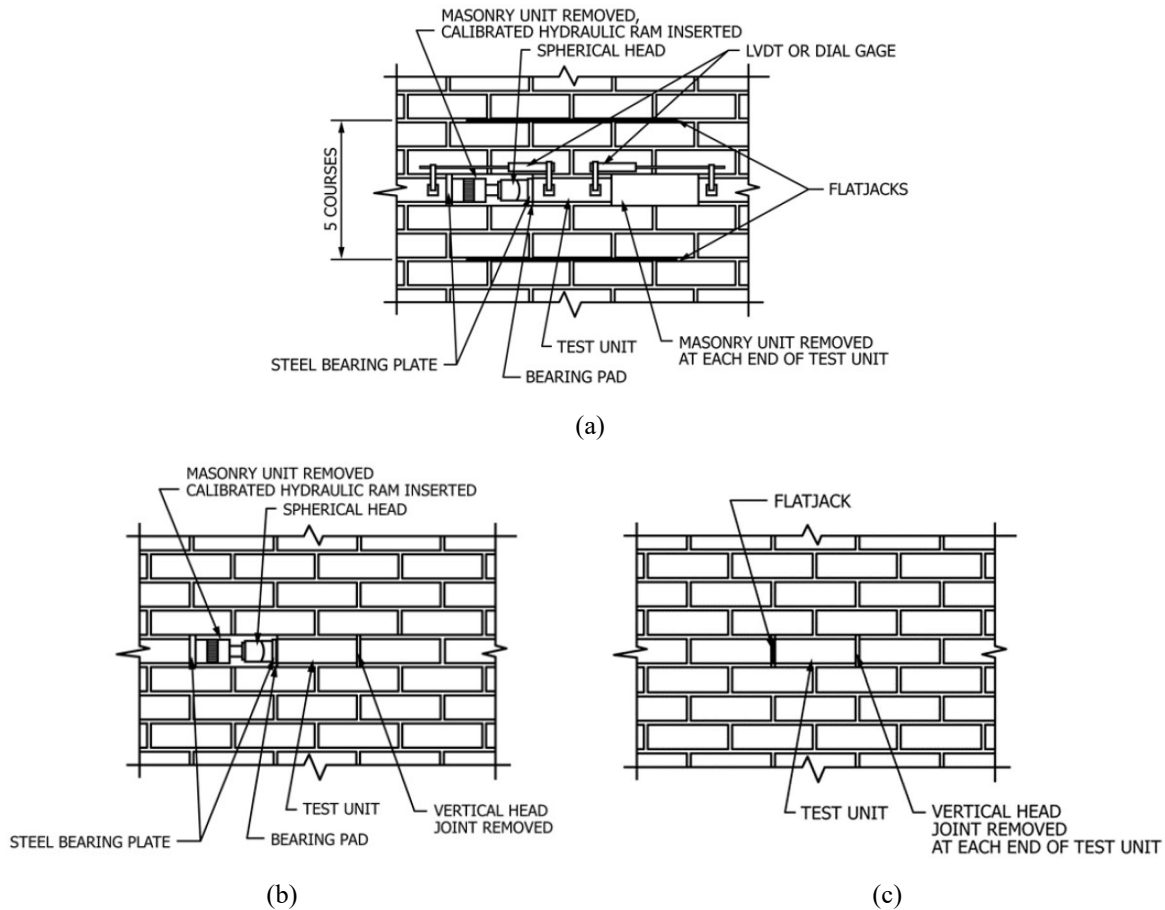 MASONRY UNIT REMOVED,
CALIBRATED HYDRAULIC RAM INSERTED
SPHERICAL HEAD
LVDT OR DIAL GAGE
5 COURSES
FLATJACKS
STEEL BEARING PLATE
TEST UNIT
BEARING PAD
MASONRY UNIT REMOVED
AT EACH END OF TEST UNIT
(a)
MASONRY UNIT REMOVED
CALIBRATED HYDRAULIC RAM INSERTED
SPHERICAL HEAD
STEEL BEARING PLATE
TEST UNIT
BEARING PAD
VERTICAL HEAD
JOINT REMOVED
(b)
FLATJACK
TEST UNIT
VERTICAL HEAD
JOINT REMOVED
AT EACH END OF TEST UNIT
(c)